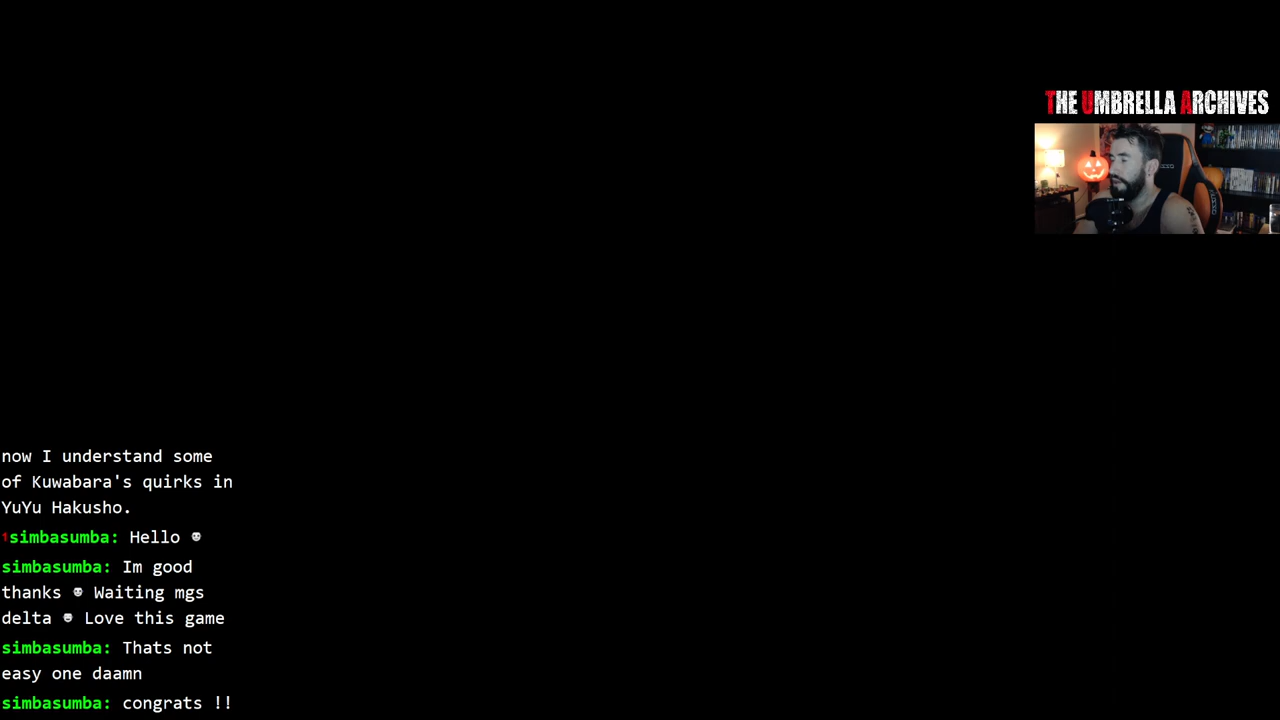 THE UMBRELLA ARCHIVES
now I understand some
of Kuwabara's quirks in
YuYu Hakusho.
simbasumba: Hello
simbasumba: Im good
thanks Waiting mgs
delta Love this game
simbasumba: Thats not
easy one daamn
simbasumba: congrats !!